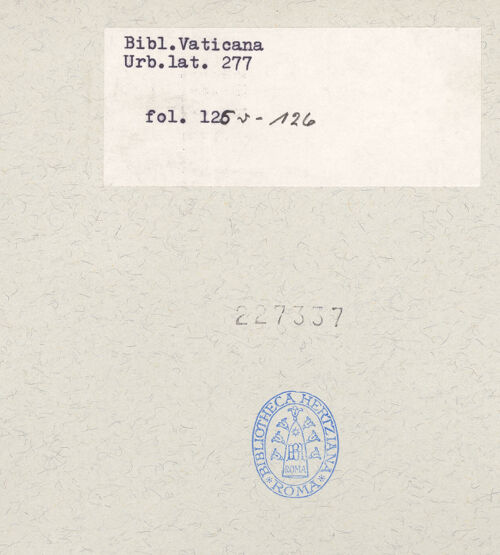 Bibl.Vaticana
Urb.lat. 277
fol. 125v - 126
227337
BIBLIOTHECA HERTZIANA
ROMA
ROMA